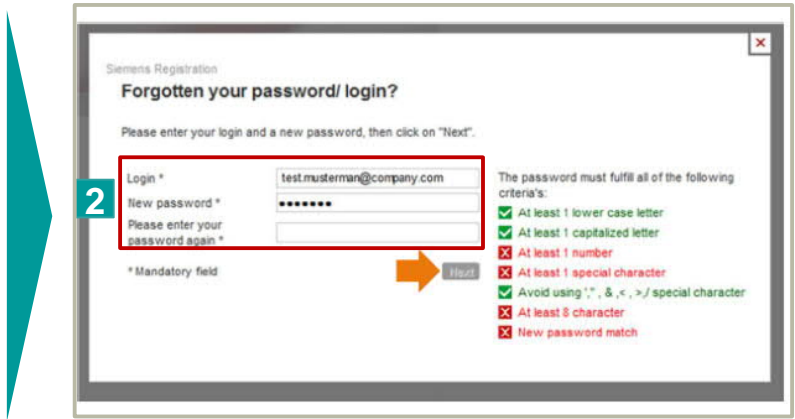 Siemens Registration
Forgotten your password/ login?
Please enter your login and a new password, then click on "Next".
2
Login *
test.musterman@company.com
New password *
•••••••
Please enter your
password again *
* Mandatory field
Next
The password must fulfill all of the following
criteria's:
At least 1 lower case letter
At least 1 capitalized letter
At least 1 number
At least 1 special character
Avoid using '," , & ,< , >,/ special character
At least 8 character
New password match